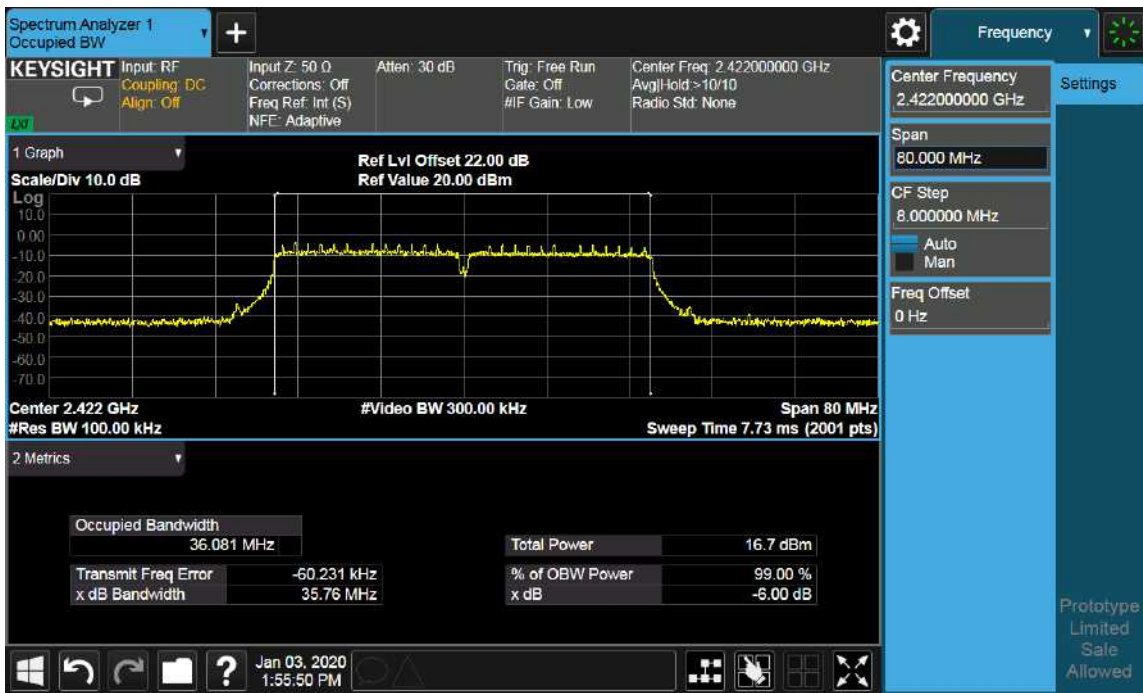 Spectrum Analyzer 1
Occupied BW
+
Frequency
KEYSIGHT
LXI
Input: RF
Coupling: DC
Align: Off
Input Z: 50 Ω
Corrections: Off
Freq Ref: Int (S)
NFE: Adaptive
Atten: 30 dB
Trig: Free Run
Gate: Off
#IF Gain: Low
Center Freq: 2.422000000 GHz
Avg|Hold:>10/10
Radio Std: None
Center Frequency
2.422000000 GHz
Settings
Span
80.000 MHz
CF Step
8.000000 MHz
Auto
Man
Freq Offset
0 Hz
1 Graph
Scale/Div 10.0 dB
Ref Lvl Offset 22.00 dB
Ref Value 20.00 dBm
Log
10.0
0.00
-10.0
-20.0
-30.0
-40.0
-50.0
-60.0
-70.0
Center 2.422 GHz
#Video BW 300.00 kHz
Span 80 MHz
#Res BW 100.00 kHz
Sweep Time 7.73 ms (2001 pts)
2 Metrics
Occupied Bandwidth
36.081 MHz
Total Power 16.7 dBm
Transmit Freq Error -60.231 kHz
% of OBW Power 99.00 %
x dB Bandwidth 35.76 MHz
x dB -6.00 dB
?
Jan 03, 2020
1:55:50 PM
Prototype
Limited
Sale
Allowed